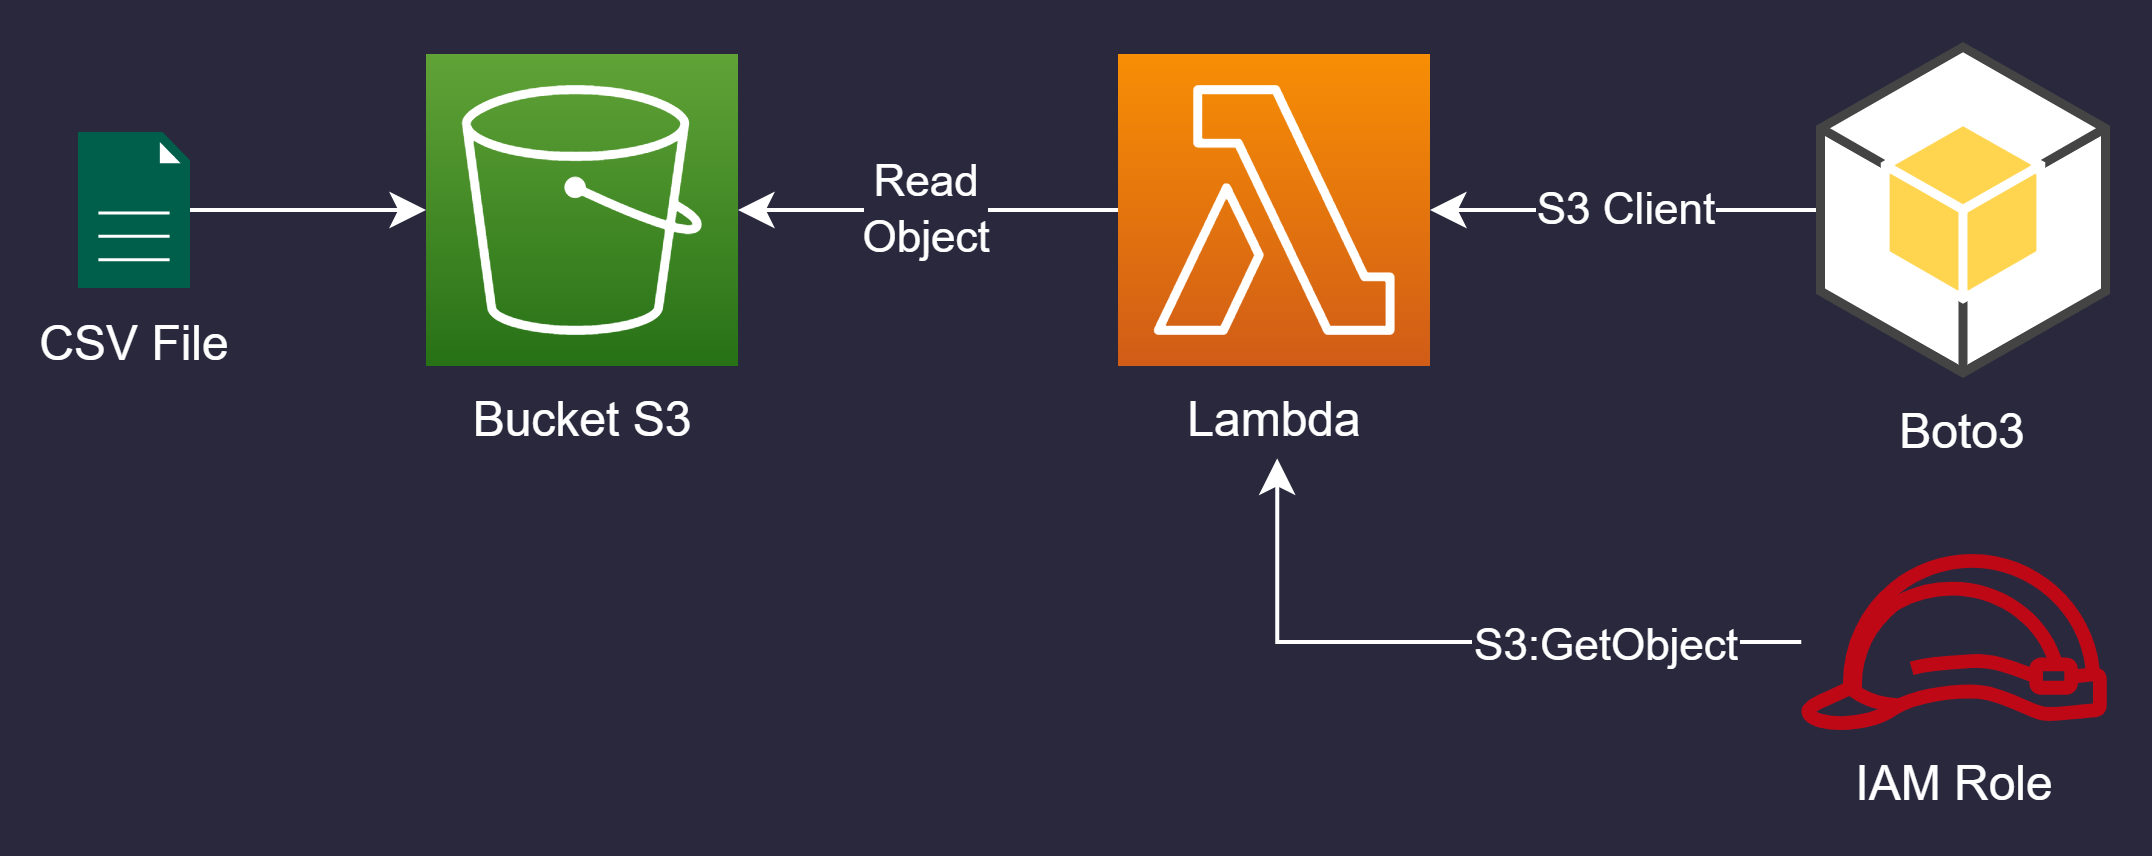 CSV File
Bucket S3
Read
Object
Lambda
S3 Client
Boto3
S3:GetObject
IAM Role